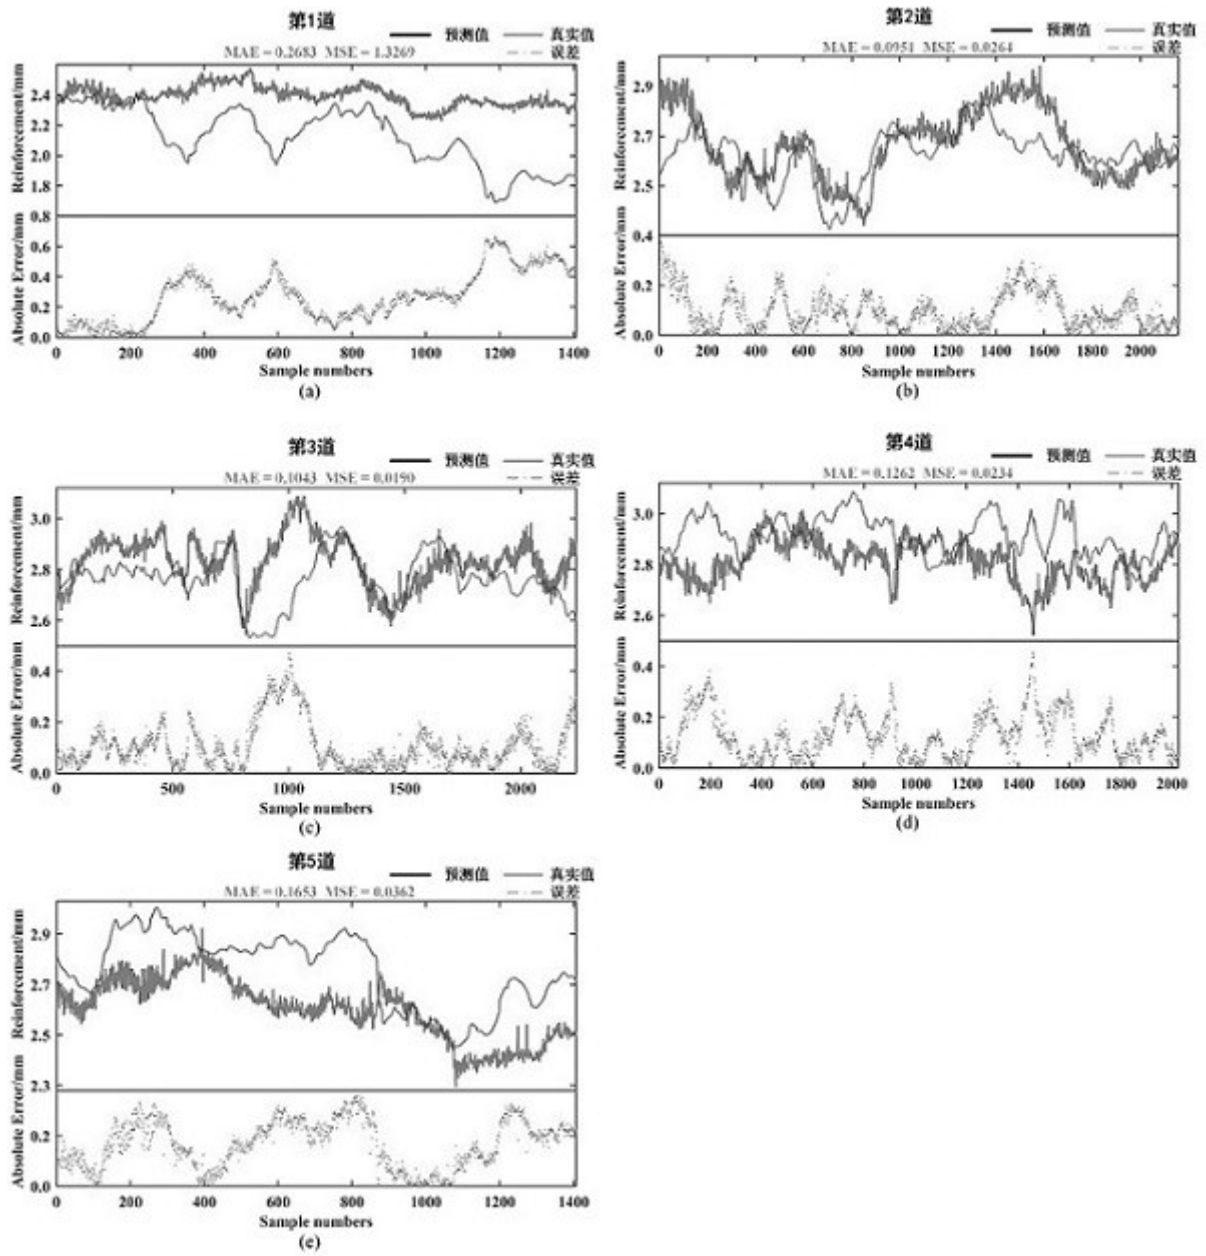 第1道
预测值 真实值
MAE = 0.2683 MSE = 1.3269 误差
Reinforcement/mm
2.4
2.2
2.0
1.8
0.8
Absolute Error/mm
0.6
0.4
0.2
0.0
0 200 400 600 800 1000 1200 1400
Sample numbers
(a)
第2道
预测值 真实值
MAE = 0.0951 MSE = 0.0264 误差
Reinforcement/mm
2.9
2.7
2.5
0.4
Absolute Error/mm
0.2
0.0
0 200 400 600 800 1000 1200 1400 1600 1800 2000
Sample numbers
(b)
第3道
预测值 真实值
MAE = 0.1043 MSE = 0.0190 误差
Reinforcement/mm
3.0
2.8
2.6
Absolute Error/mm
0.4
0.2
0.0
0 500 1000 1500 2000
Sample numbers
(c)
第4道
预测值 真实值
MAE = 0.1262 MSE = 0.0234 误差
Reinforcement/mm
3.0
2.8
2.6
Absolute Error/mm
0.4
0.2
0.0
0 200 400 600 800 1000 1200 1400 1600 1800 2000
Sample numbers
(d)
第5道
预测值 真实值
MAE = 0.1653 MSE = 0.0362 误差
Reinforcement/mm
2.9
2.7
2.5
2.3
Absolute Error/mm
0.2
0.0
0 200 400 600 800 1000 1200 1400
Sample numbers
(e)